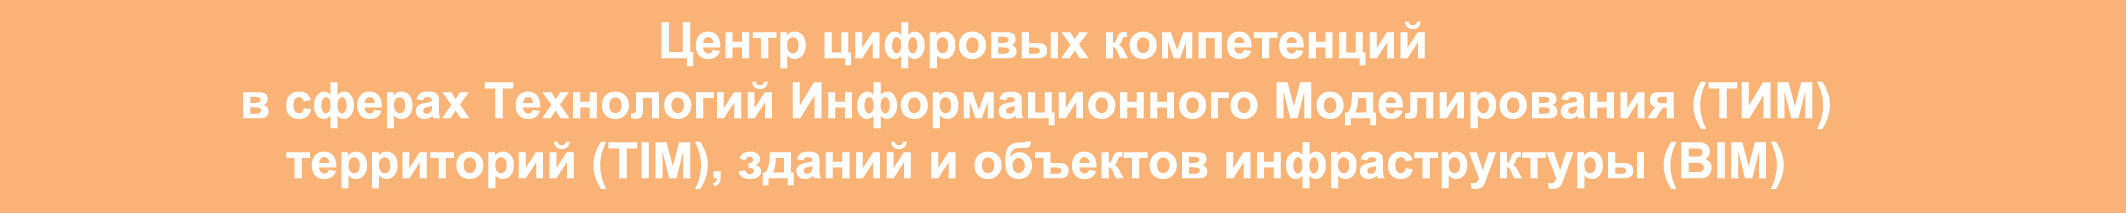 Центр цифровых компетенций
в сферах Технологий Информационного Моделирования (ТИМ)
территорий (TIM), зданий и объектов инфраструктуры (BIM)